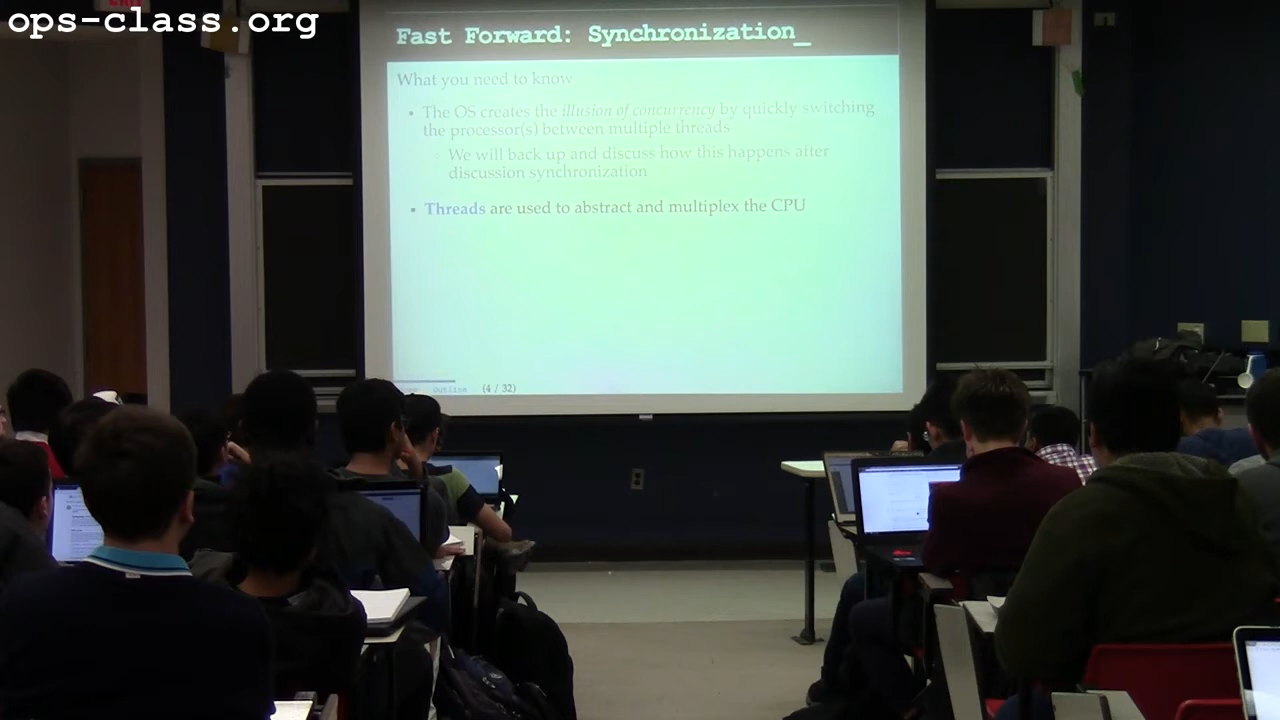 ops-class.org
Fast Forward: Synchronization_
What you need to know
• The OS creates the illusion of concurrency by quickly switching
the processor(s) between multiple threads
◦ We will back up and discuss how this happens after
discussion synchronization
• Threads are used to abstract and multiplex the CPU
Outline (4 / 32)